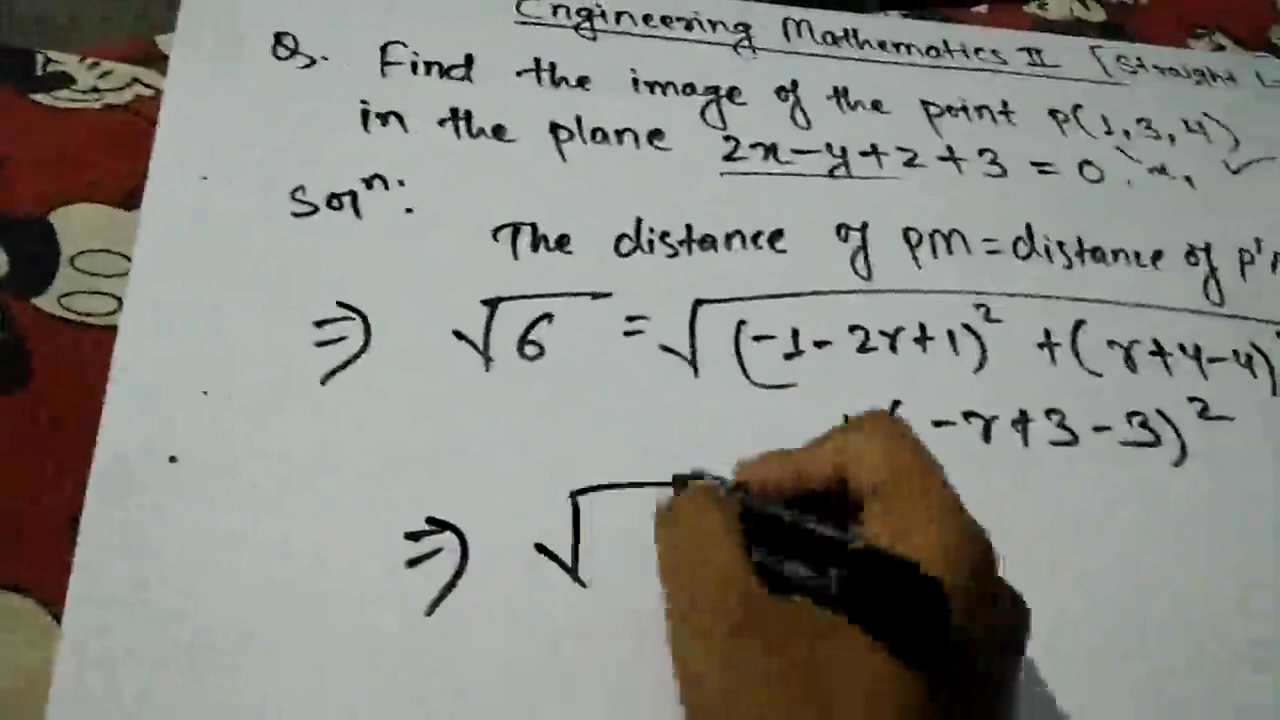 Engineering Mathematics II [Straight L
Q. Find the image of the point P(1,3,4)
in the plane 2x-y+z+3=0
Solⁿ:
The distance of PM = distance of P'
⇒ √6 = √(-1-2r+1)² + (r+4-4)
(-r+3-3)²
⇒ √